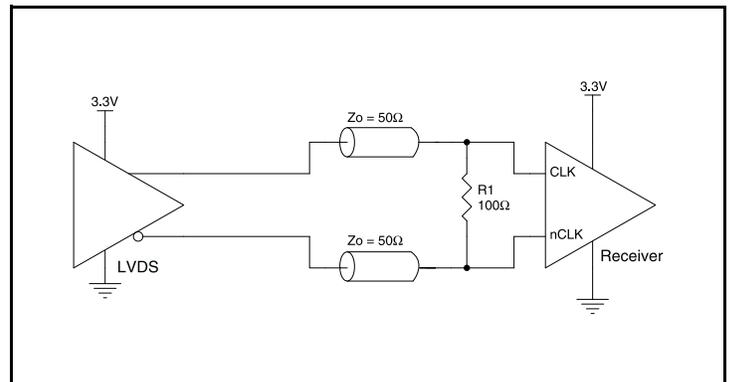 3.3V
Zo = 50Ω
3.3V
CLK
R1
100Ω
nCLK
Zo = 50Ω
Receiver
LVDS